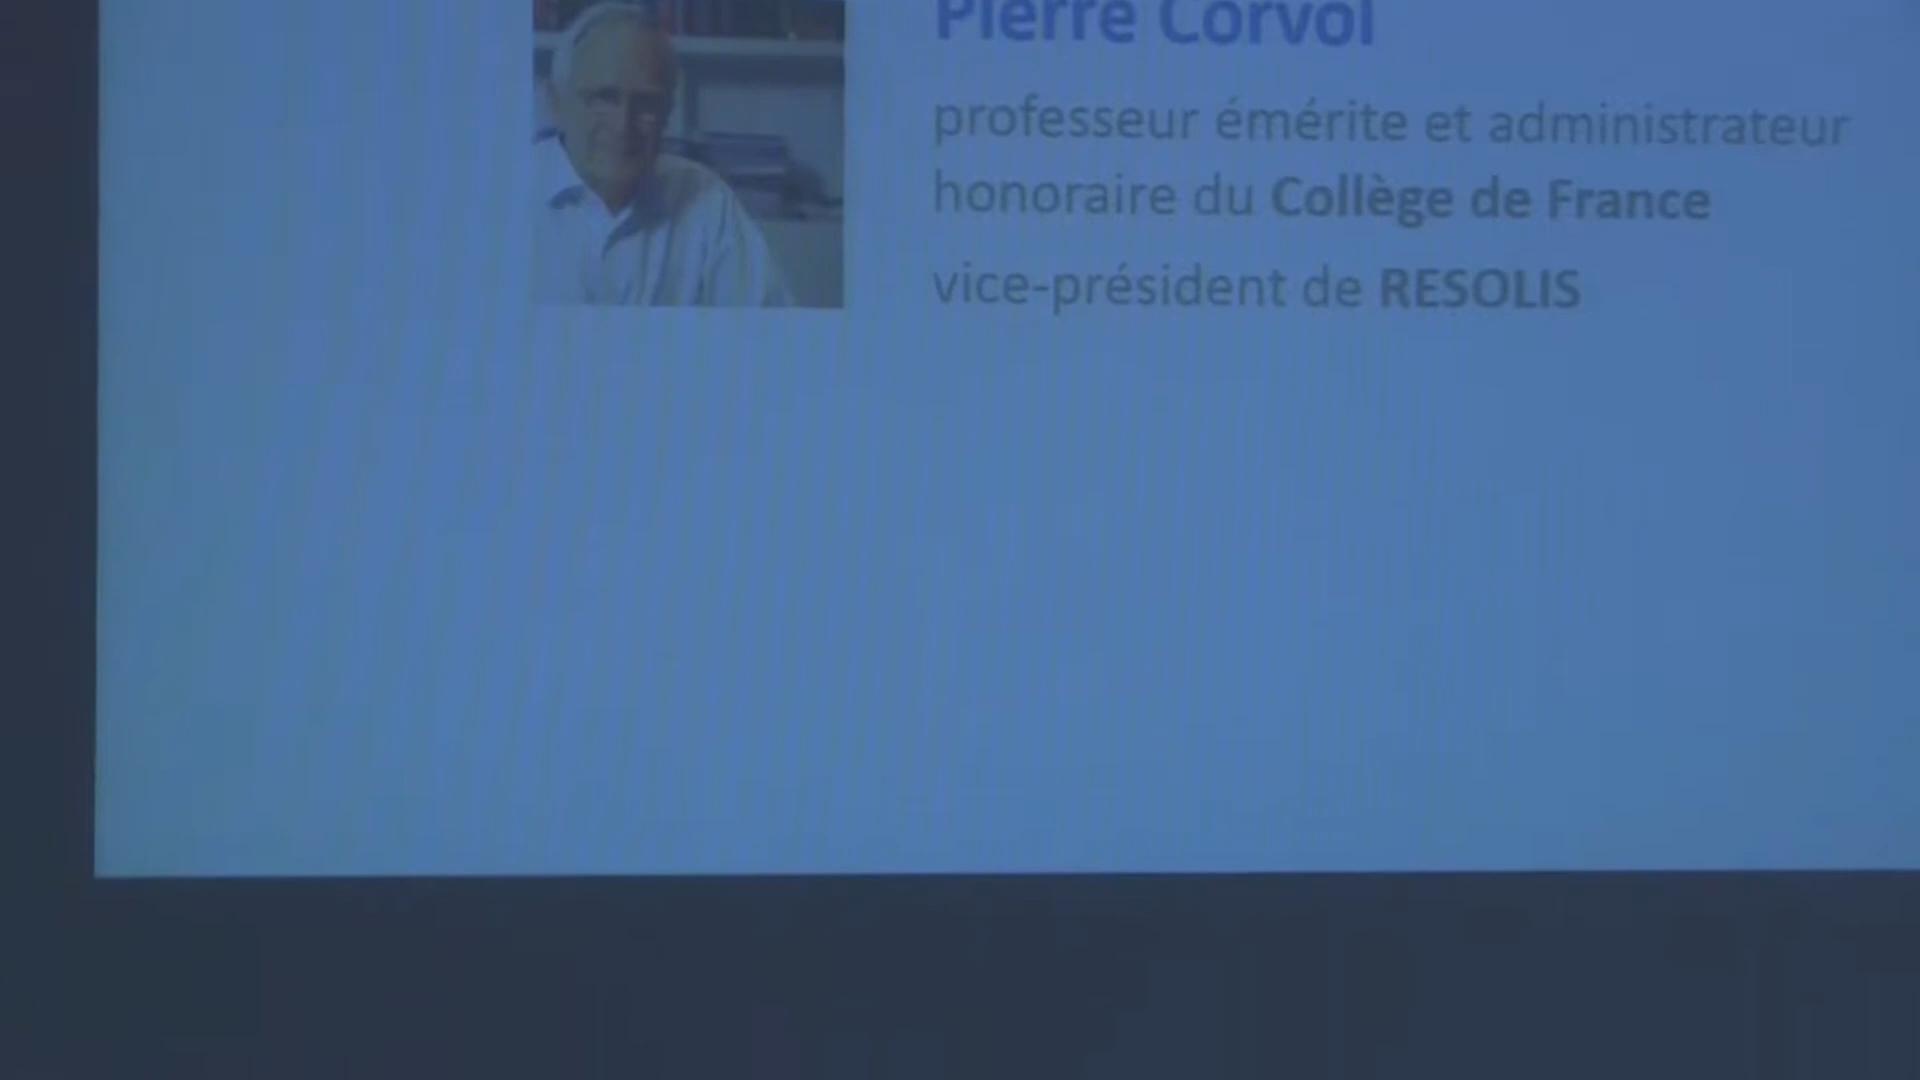 Pierre Corvol
professeur émérite et administrateur
honoraire du Collège de France
vice-président de RESOLIS